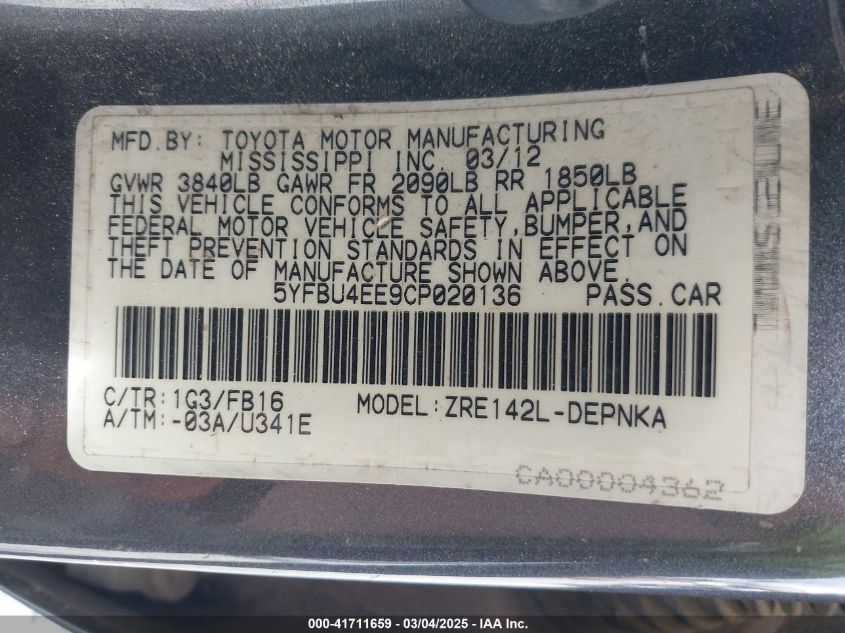 MFD.BY: TOYOTA MOTOR MANUFACTURING
MISSISSIPPI INC. 03/12
GVWR 3840LB GAWR FR 2090LB RR 1850LB
THIS VEHICLE CONFORMS TO ALL APPLICABLE
FEDERAL MOTOR VEHICLE SAFETY,BUMPER,AND
THEFT PREVENTION STANDARDS IN EFFECT ON
THE DATE OF MANUFACTURE SHOWN ABOVE.
5YFBU4EE9CP020136 PASS.CAR
C/TR:1G3/FB16 MODEL:ZRE142L-DEPNKA
A/TM:-03A/U341E
CA00004362
000-41711659 - 03/04/2025 - IAAI.COM